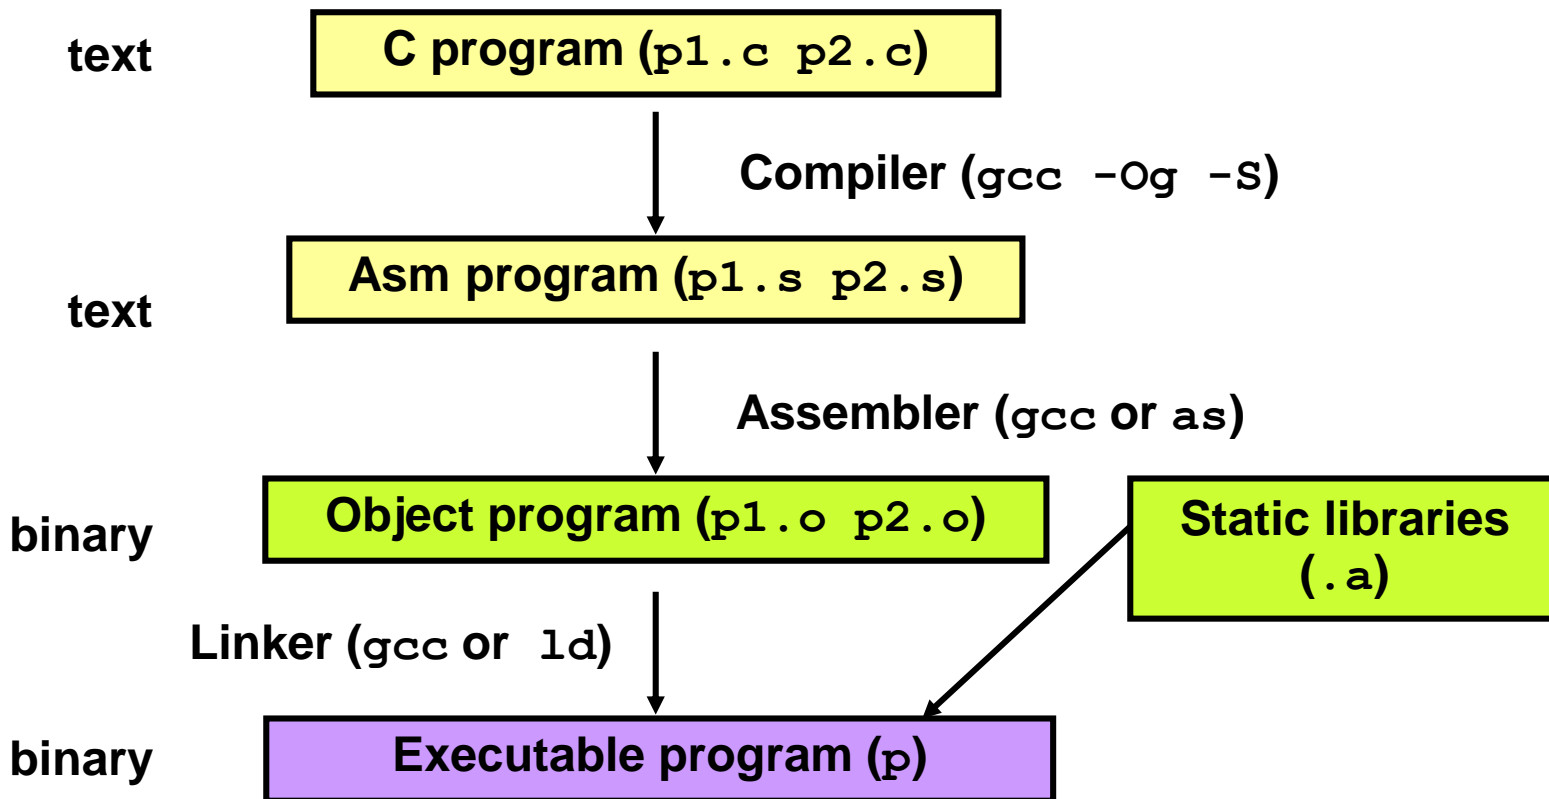 text
C program (p1.c p2.c)
Compiler (gcc -Og -S)
text
Asm program (p1.s p2.s)
Assembler (gcc or as)
binary
Object program (p1.o p2.o)
Static libraries
(.a)
Linker (gcc or ld)
binary
Executable program (p)